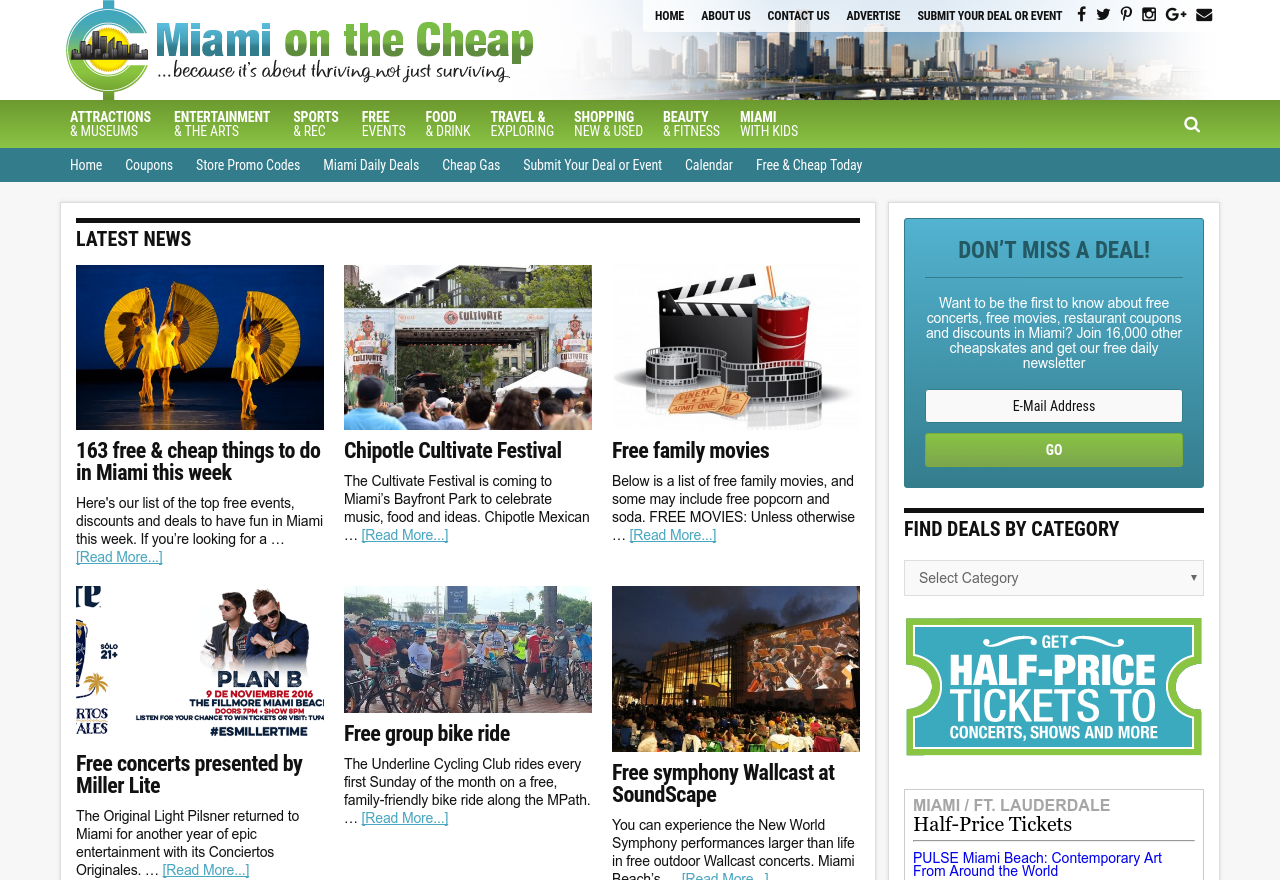 HOME ABOUT US CONTACT US ADVERTISE SUBMIT YOUR DEAL OR EVENT
Miami on the Cheap
...because it's about thriving not just surviving
ATTRACTIONS & MUSEUMS
ENTERTAINMENT & THE ARTS
SPORTS & REC
FREE EVENTS
FOOD & DRINK
TRAVEL & EXPLORING
SHOPPING NEW & USED
BEAUTY & FITNESS
MIAMI WITH KIDS
Home Coupons Store Promo Codes Miami Daily Deals Cheap Gas Submit Your Deal or Event Calendar Free & Cheap Today
LATEST NEWS
163 free & cheap things to do
in Miami this week
Here's our list of the top free events,
discounts and deals to have fun in Miami
this week. If you're looking for a …
[Read More...]
CULTIVATE
Chipotle Cultivate Festival
The Cultivate Festival is coming to
Miami's Bayfront Park to celebrate
music, food and ideas. Chipotle Mexican
… [Read More...]
CINEMA
ADMIT ONE
Free family movies
Below is a list of free family movies, and
some may include free popcorn and
soda. FREE MOVIES: Unless otherwise
… [Read More...]
SÓLO
21+
RTOS
ALES
PLAN B
9 DE NOVIEMBRE 2016
THE FILLMORE MIAMI BEAC
DOORS 7PM • SHOW 8PM
LISTEN FOR YOUR CHANCE TO WIN TICKETS OR VISIT: TUN
#ESMILLERTIME
Free concerts presented by
Miller Lite
The Original Light Pilsner returned to
Miami for another year of epic
entertainment with its Conciertos
Originales. … [Read More...]
Free group bike ride
The Underline Cycling Club rides every
first Sunday of the month on a free,
family-friendly bike ride along the MPath.
… [Read More...]
Free symphony Wallcast at
SoundScape
You can experience the New World
Symphony performances larger than life
in free outdoor Wallcast concerts. Miami
Beach's … [Read More...]
DON'T MISS A DEAL!
Want to be the first to know about free
concerts, free movies, restaurant coupons
and discounts in Miami? Join 16,000 other
cheapskates and get our free daily
newsletter
E-Mail Address
GO
FIND DEALS BY CATEGORY
Select Category
GET
HALF-PRICE
TICKETS TO
CONCERTS, SHOWS AND MORE
MIAMI / FT. LAUDERDALE
Half-Price Tickets
PULSE Miami Beach: Contemporary Art
From Around the World